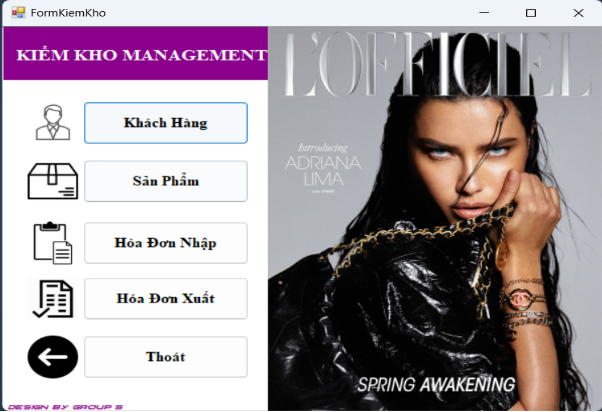 FormKiemKho
KIỂM KHO MANAGEMENT
Khách Hàng
Sản Phẩm
Hóa Đơn Nhập
Hóa Đơn Xuất
Thoát
DESIGN BY GROUP 5
L'OFFICIEL
Introducing
ADRIANA
LIMA
SPRING AWAKENING